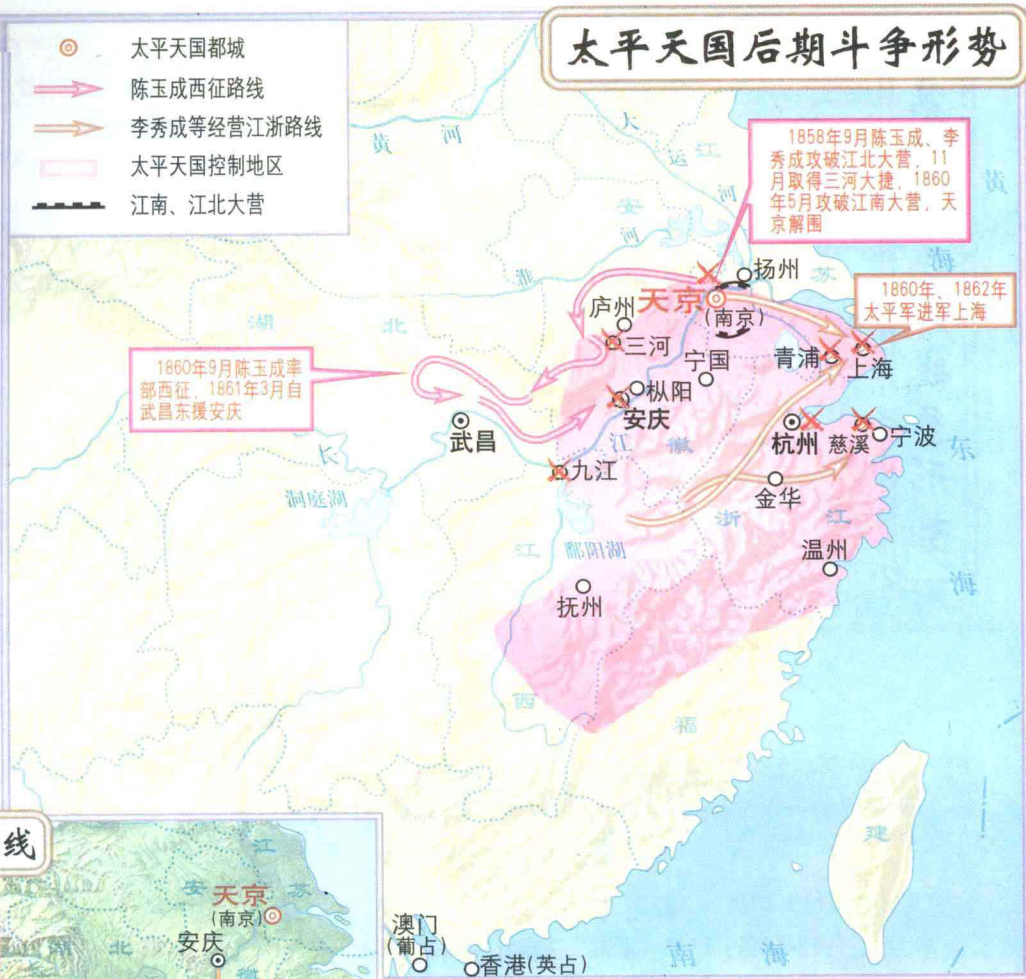 太平天国后期斗争形势
太平天国都城
陈玉成西征路线
李秀成等经营江浙路线
太平天国控制地区
江南、江北大营
1858年9月陈玉成、李
秀成攻破江北大营，11
月取得三河大捷，1860
年5月攻破江南大营，天
京解围
1860年、1862年
太平军进军上海
1860年9月陈玉成率
部西征，1861年3月自
武昌东援安庆
黄
河
大
运
河
江
苏
安
徽
淮
河
黄
海
湖
北
扬州
天京
(南京)
庐州
三河
宁国
青浦
上海
枞阳
安庆
武昌
长
江
杭州
慈溪
宁波
东
海
九江
洞庭湖
金华
浙
江
江
西
鄱阳湖
温州
抚州
福
建
线
江
苏
安
徽
天京
(南京)
湖
北
安庆
澳门
(葡占)
香港(英占)
南
海